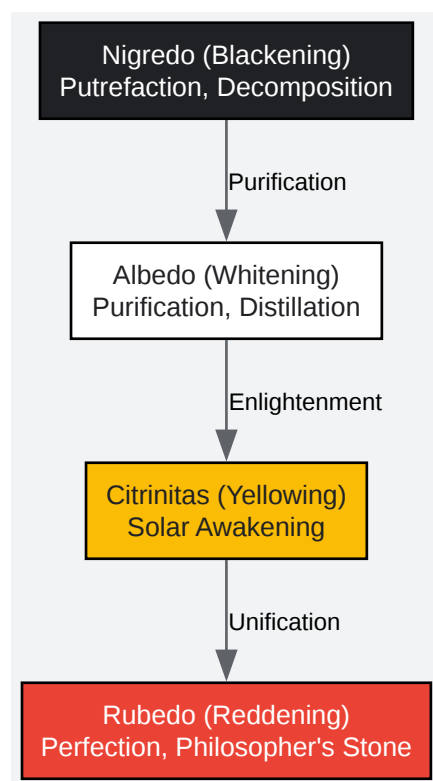 Nigredo (Blackening)
Putrefaction, Decomposition
Purification
Albedo (Whitening)
Purification, Distillation
Enlightenment
Citrinitas (Yellowing)
Solar Awakening
Unification
Rubedo (Reddening)
Perfection, Philosopher's Stone